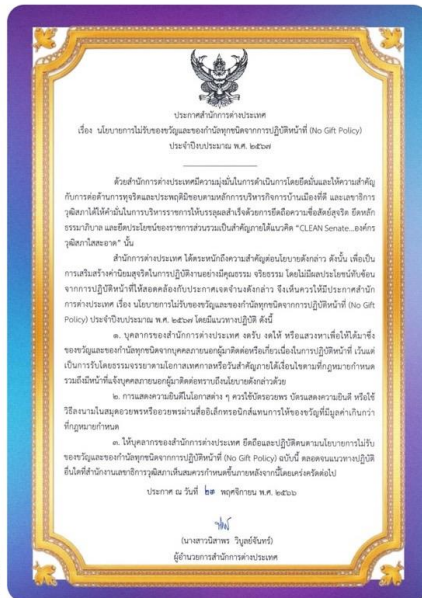 ประกาศสำนักการต่างประเทศ
เรื่อง นโยบายการไม่รับของขวัญและของกำนัลทุกชนิดจากการปฏิบัติหน้าที่ (No Gift Policy)
ประจำปีงบประมาณ พ.ศ. ๒๕๖๗
ด้วยสำนักการต่างประเทศมีความมุ่งมั่นในการดำเนินการโดยยึดมั่นและให้ความสำคัญ
กับการต่อต้านการทุจริตและประพฤติมิชอบตามหลักการบริหารกิจการบ้านเมืองที่ดี และเลขาธิการ
วุฒิสภาได้ให้คำมั่นในการบริหารราชการให้บรรลุผลสำเร็จด้วยการยึดถือความซื่อสัตย์สุจริต ยึดหลัก
ธรรมาภิบาล และยึดประโยชน์ของราชการส่วนรวมเป็นสำคัญภายใต้แนวคิด "CLEAN Senate...องค์กร
วุฒิสภาใสสะอาด" นั้น
สำนักการต่างประเทศ ได้ตระหนักถึงความสำคัญต่อนโยบายดังกล่าว ดังนั้น เพื่อเป็น
การเสริมสร้างค่านิยมสุจริตในการปฏิบัติงานอย่างมีคุณธรรม จริยธรรม โดยไม่มีผลประโยชน์ทับซ้อน
จากการปฏิบัติหน้าที่ให้สอดคล้องกับประกาศเจตจำนงดังกล่าว จึงเห็นควรให้มีประกาศสำนัก
การต่างประเทศ เรื่อง นโยบายการไม่รับของขวัญและของกำนัลทุกชนิดจากการปฏิบัติหน้าที่ (No Gift
Policy) ประจำปีงบประมาณ พ.ศ. ๒๕๖๗ โดยมีแนวทางปฏิบัติ ดังนี้
๑. บุคลากรของสำนักการต่างประเทศ งดรับ งดให้ หรือแสวงหาเพื่อให้ได้มาซึ่ง
ของขวัญและของกำนัลทุกชนิดจากบุคคลภายนอกผู้มาติดต่อหรือเกี่ยวเนื่องในการปฏิบัติหน้าที่ เว้นแต่
เป็นการรับโดยธรรมจรรยาตามโอกาสเทศกาลหรือวันสำคัญภายใต้เงื่อนไขตามที่กฎหมายกำหนด
รวมถึงมีหน้าที่แจ้งบุคคลภายนอกผู้มาติดต่อทราบถึงนโยบายดังกล่าวด้วย
๒. การแสดงความยินดีในโอกาสต่าง ๆ ควรใช้บัตรอวยพร บัตรแสดงความยินดี หรือใช้
วิธีลงนามในสมุดอวยพรหรืออวยพรผ่านสื่ออิเล็กทรอนิกส์แทนการให้ของขวัญที่มีมูลค่าเกินกว่า
ที่กฎหมายกำหนด
๓. ให้บุคลากรของสำนักการต่างประเทศ ยึดถือและปฏิบัติตนตามนโยบายการไม่รับ
ของขวัญและของกำนัลทุกชนิดจากการปฏิบัติหน้าที่ (No Gift Policy) ฉบับนี้ ตลอดจนแนวทางปฏิบัติ
อื่นใดที่สำนักงานเลขาธิการวุฒิสภาเห็นสมควรกำหนดขึ้นภายหลังจากนี้โดยเคร่งครัดต่อไป
ประกาศ ณ วันที่ พฤศจิกายน พ.ศ. ๒๕๖๖
(นางสาวนิสาพร วิบูลย์จันทร์)
ผู้อำนวยการสำนักการต่างประเทศ